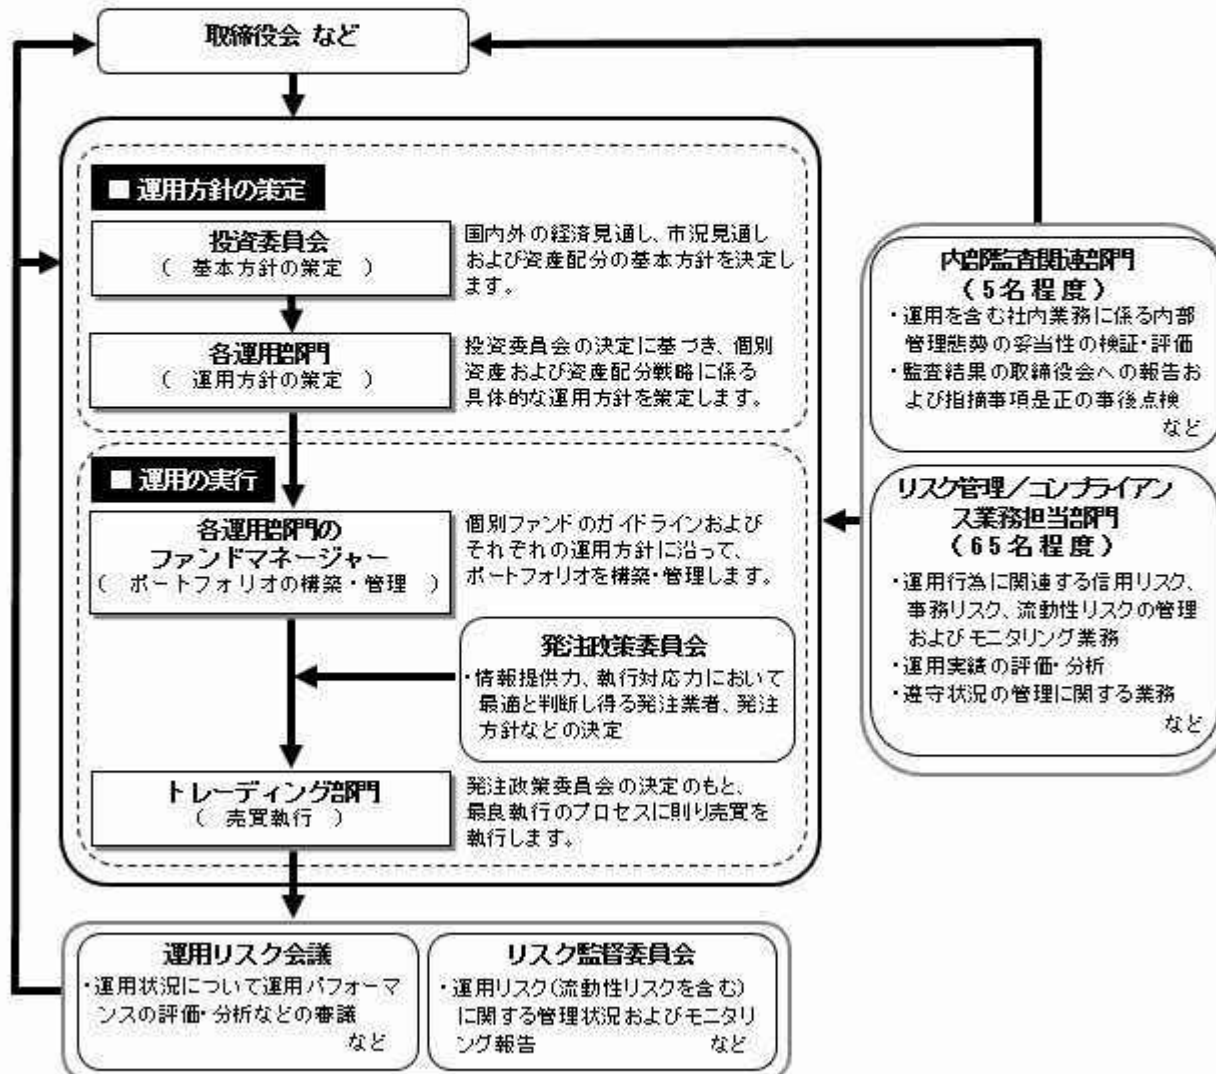 取締役会 など
■ 運用方針の策定
投資委員会
（ 基本方針の策定 ）
国内外の経済見通し、市況見通し
および資産配分の基本方針を決定し
ます。
各運用部門
（ 運用方針の策定 ）
投資委員会の決定に基づき、個別
資産および資産配分戦略に係る
具体的な運用方針を策定します。
■ 運用の実行
各運用部門の
ファンドマネージャー
（ ポートフォリオの構築・管理 ）
個別ファンドのガイドラインおよび
それぞれの運用方針に沿って、
ポートフォリオを構築・管理します。
発注政策委員会
・情報提供力、執行対応力において
最適と判断し得る発注業者、発注
方針などの決定
トレーディング部門
（ 売買執行 ）
発注政策委員会の決定のもと、
最良執行のプロセスに則り売買を
執行します。
内部監査関連部門
（5名程度）
・運用を含む社内業務に係る内部
管理態勢の妥当性の検証・評価
・監査結果の取締役会への報告お
よび指摘事項是正の事後点検
など
リスク管理／コンプライアン
ス業務担当部門
（65名程度）
・運用行為に関連する信用リスク、
事務リスク、流動性リスクの管理
およびモニタリング業務
・運用実績の評価・分析
・遵守状況の管理に関する業務
など
運用リスク会議
・運用状況について運用パフォーマ
ンスの評価・分析などの審議
など
リスク監督委員会
・運用リスク（流動性リスクを含む）
に関する管理状況およびモニタリ
ング報告 など